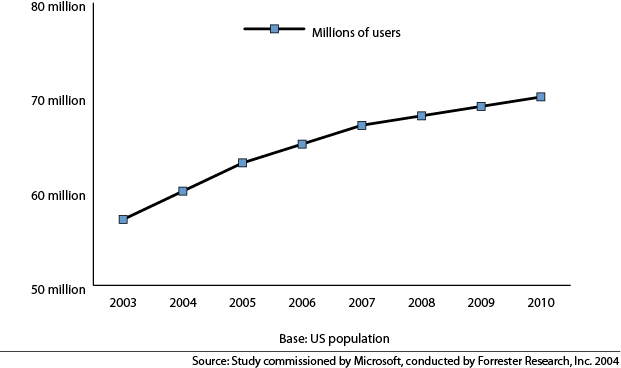 80 million
Millions of users
70 million
60 million
50 million
2003 2004 2005 2006 2007 2008 2009 2010
Base: US population
Source: Study commissioned by Microsoft, conducted by Forrester Research, Inc. 2004